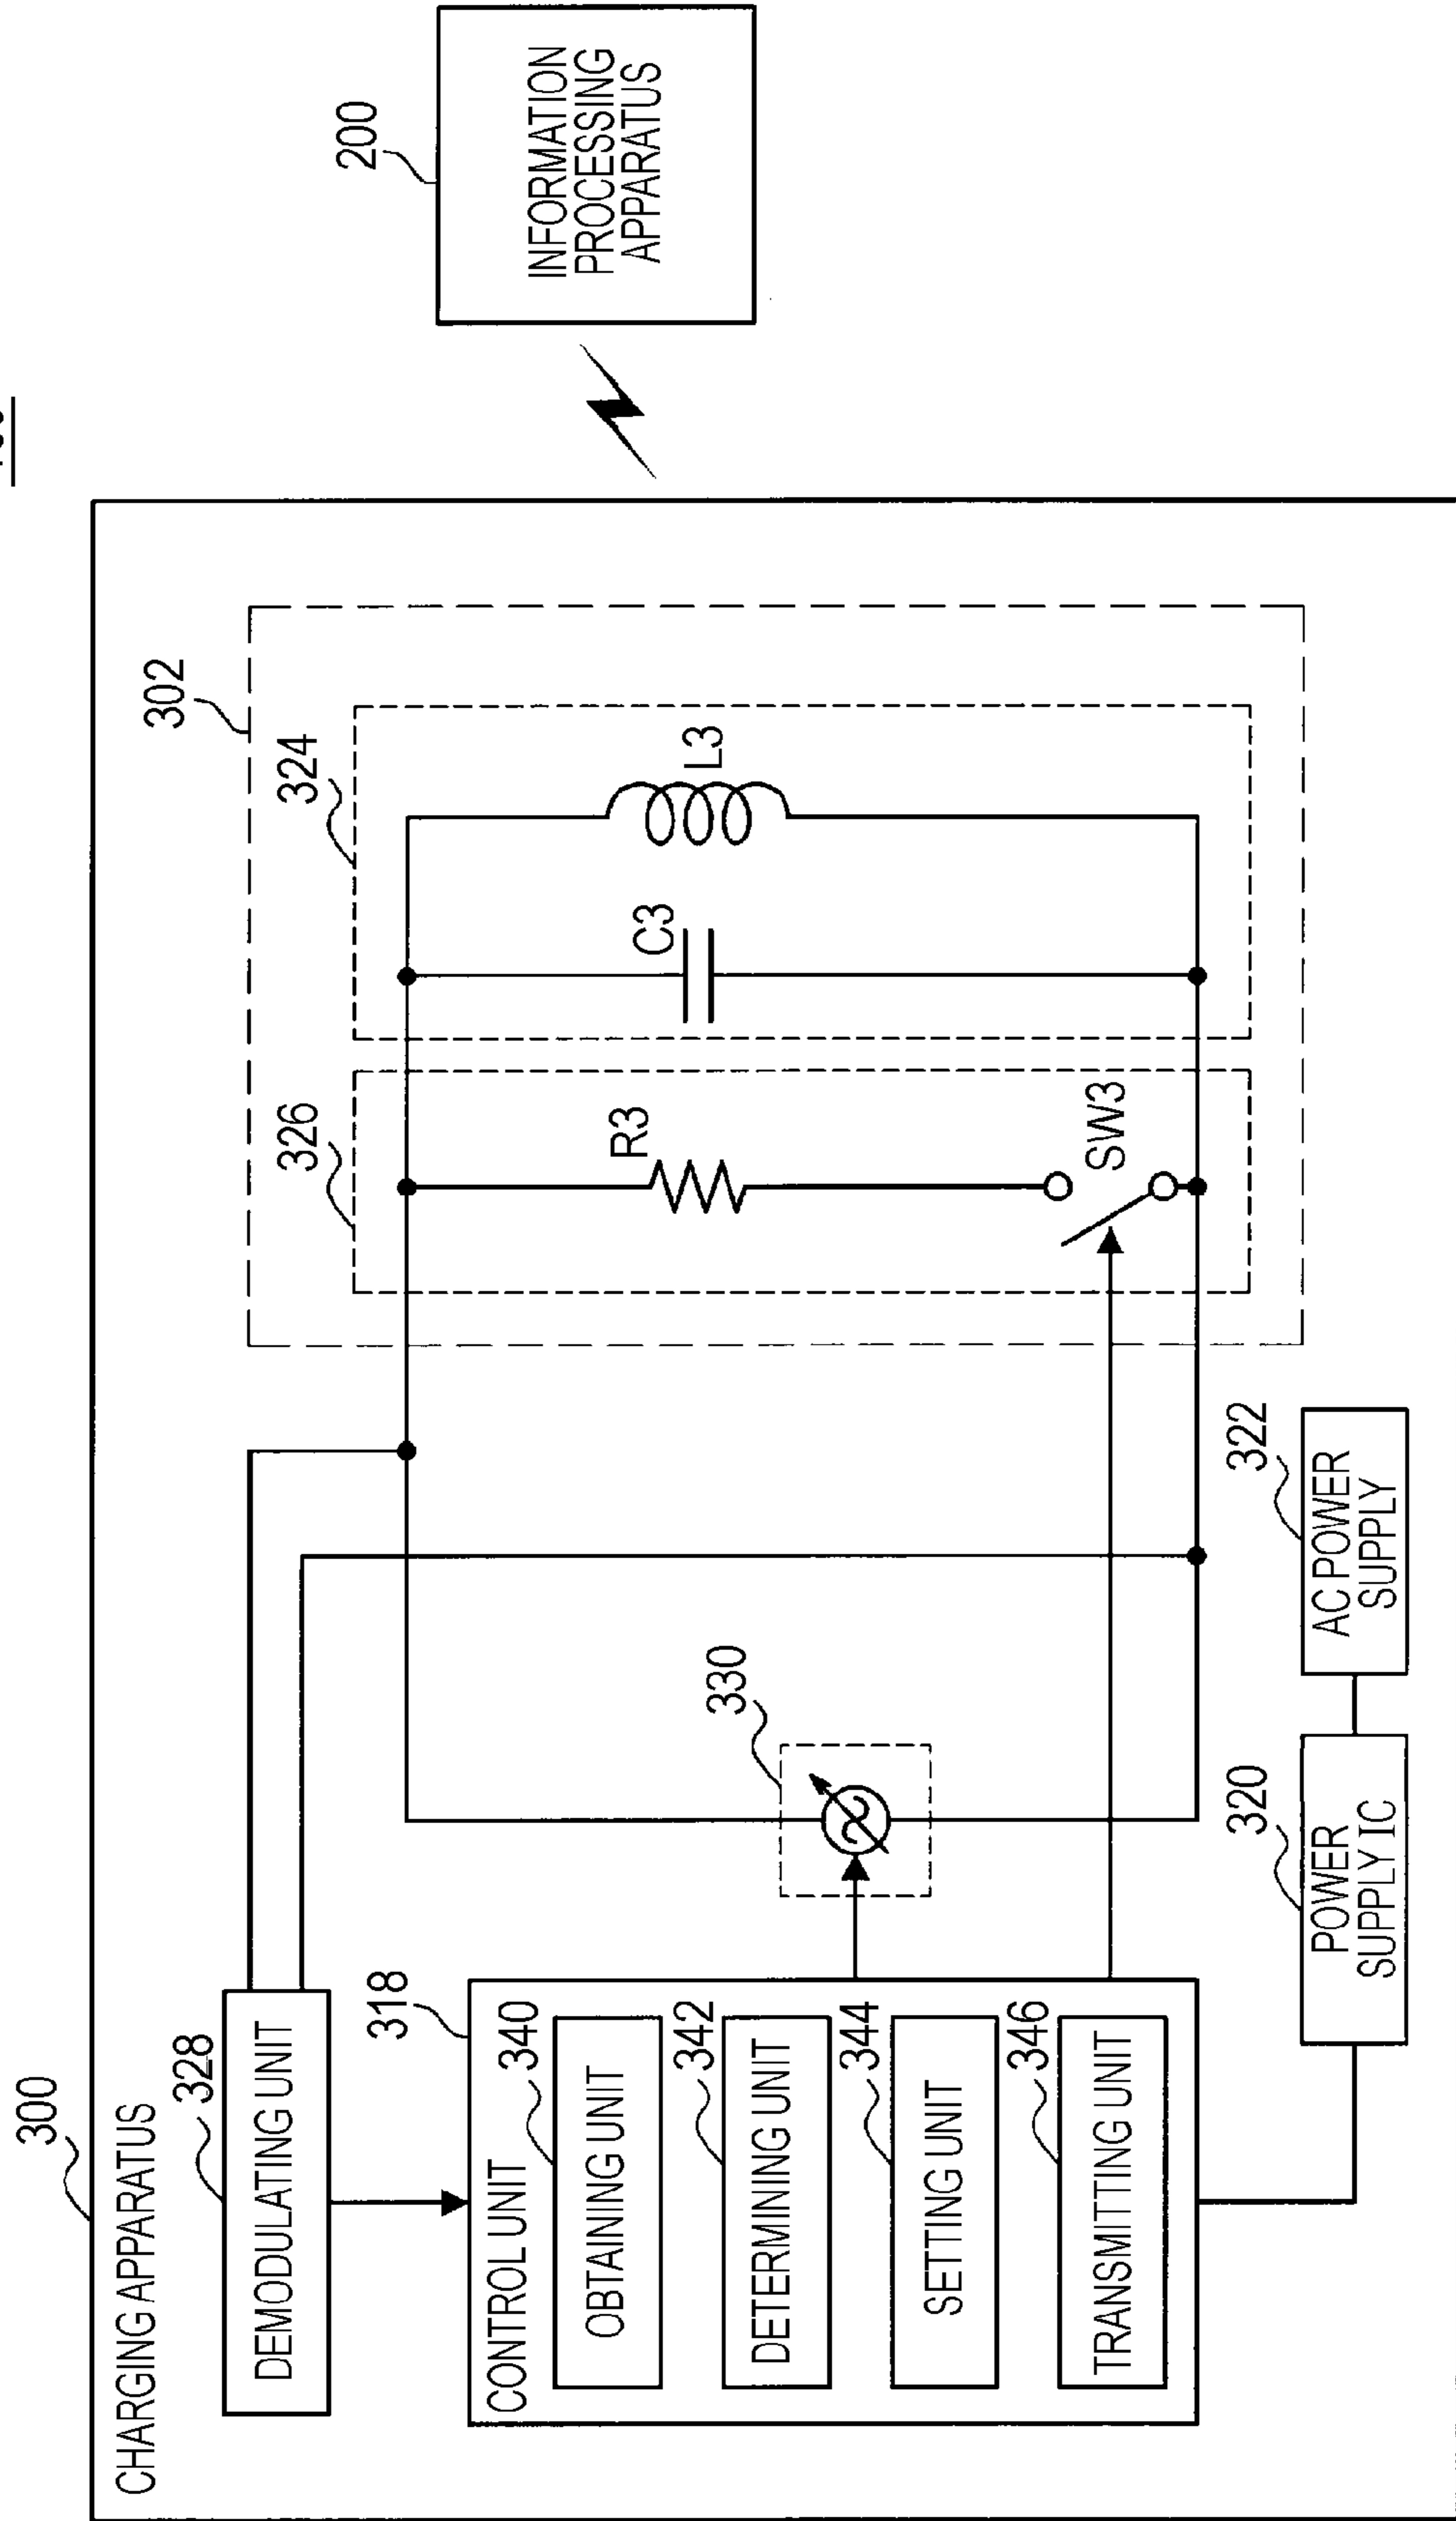 300
CHARGING APPARATUS
328
DEMODULATING UNIT
318
CONTROL UNIT
340
OBTAINING UNIT
342
DETERMINING UNIT
344
SETTING UNIT
346
TRANSMITTING UNIT
330
320
POWER
SUPPLY IC
322
AC POWER
SUPPLY
302
326
R3
SW3
324
C3
L3
200
INFORMATION
PROCESSING
APPARATUS